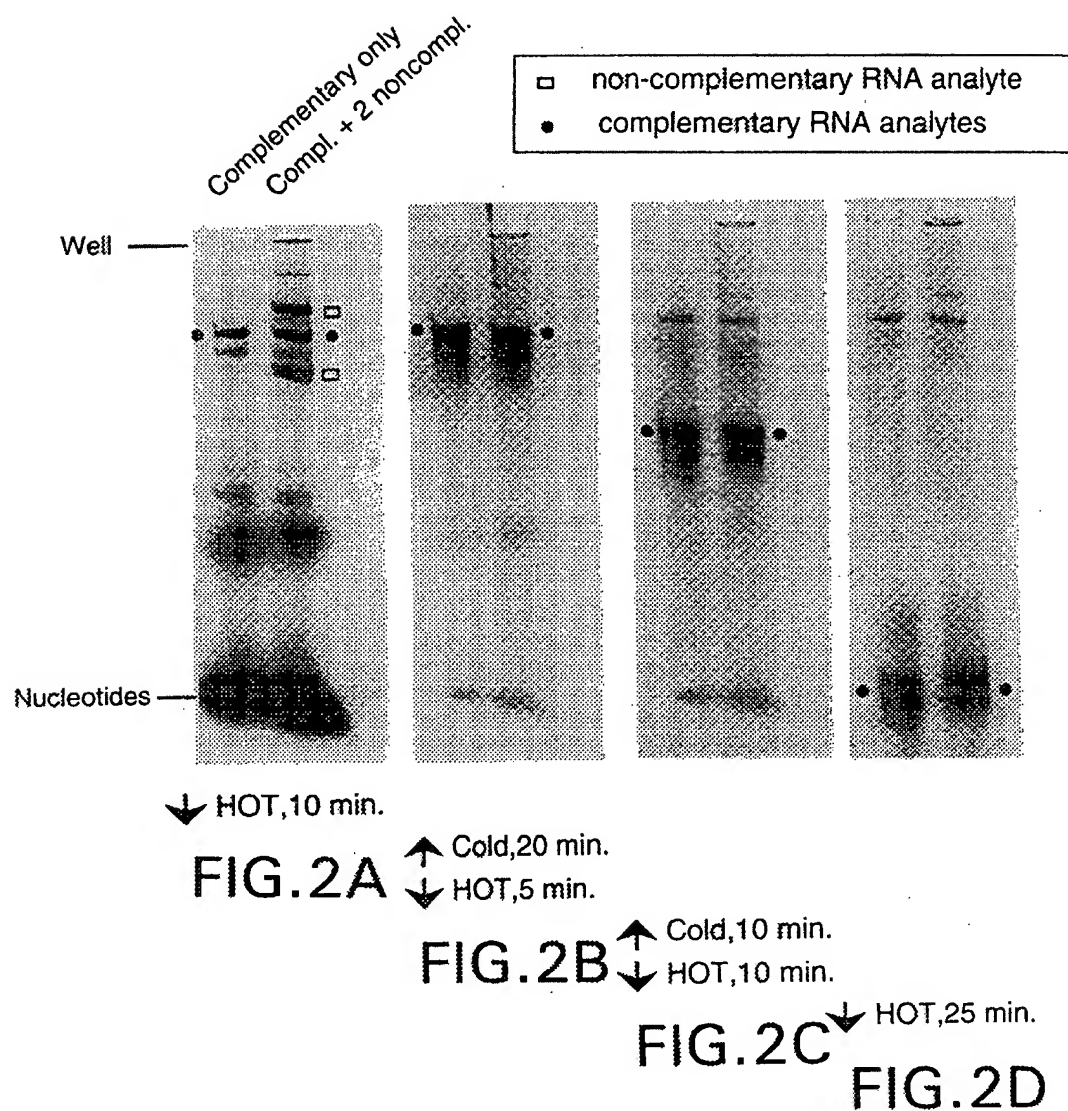 Complementary only
Compl. + 2 noncompl.
non-complementary RNA analyte
complementary RNA analytes
Well
Nucleotides
HOT,10 min.
FIG.2A
Cold,20 min.
HOT,5 min.
FIG.2B
Cold,10 min.
HOT,10 min.
FIG.2C
HOT,25 min.
FIG.2D